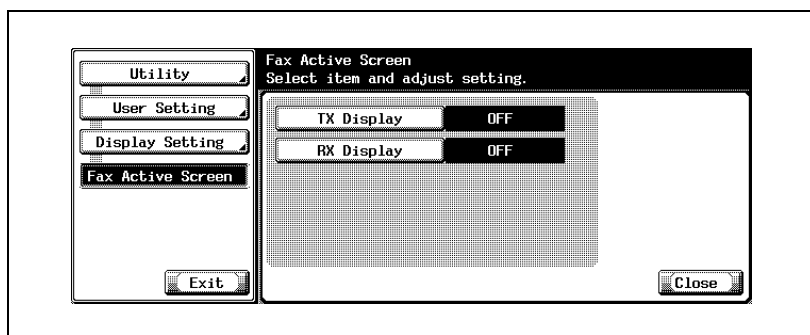 Utility
User Setting
Display Setting
Fax Active Screen
Exit
Fax Active Screen
Select item and adjust setting.
TX Display OFF
RX Display OFF
Close